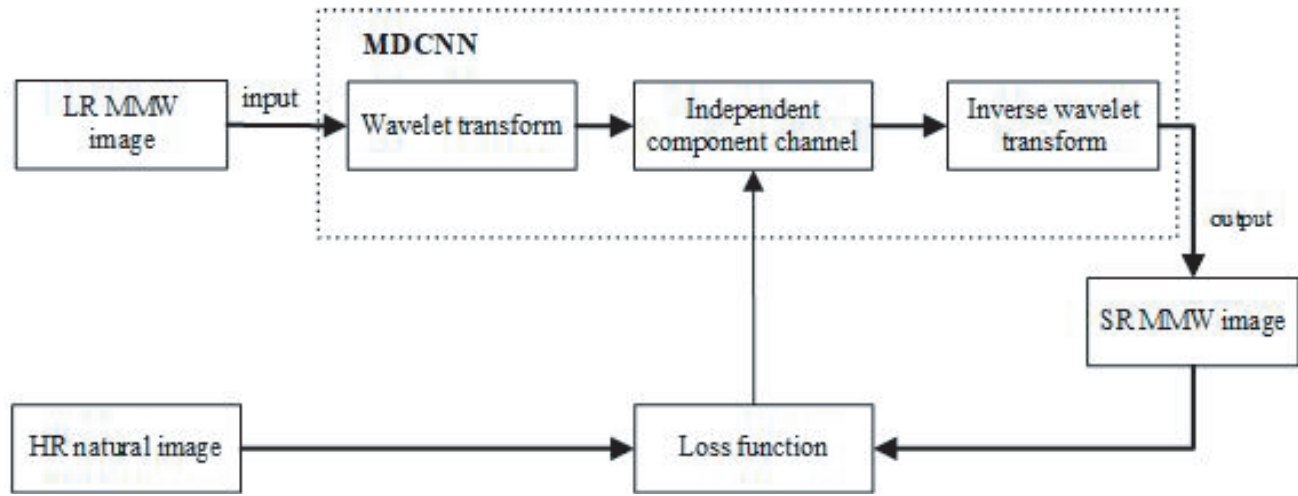 MDCNN
LR MMW
image
input
Wavelet transform
Independent
component channel
Inverse wavelet
transform
output
SR MMW image
HR natural image
Loss function